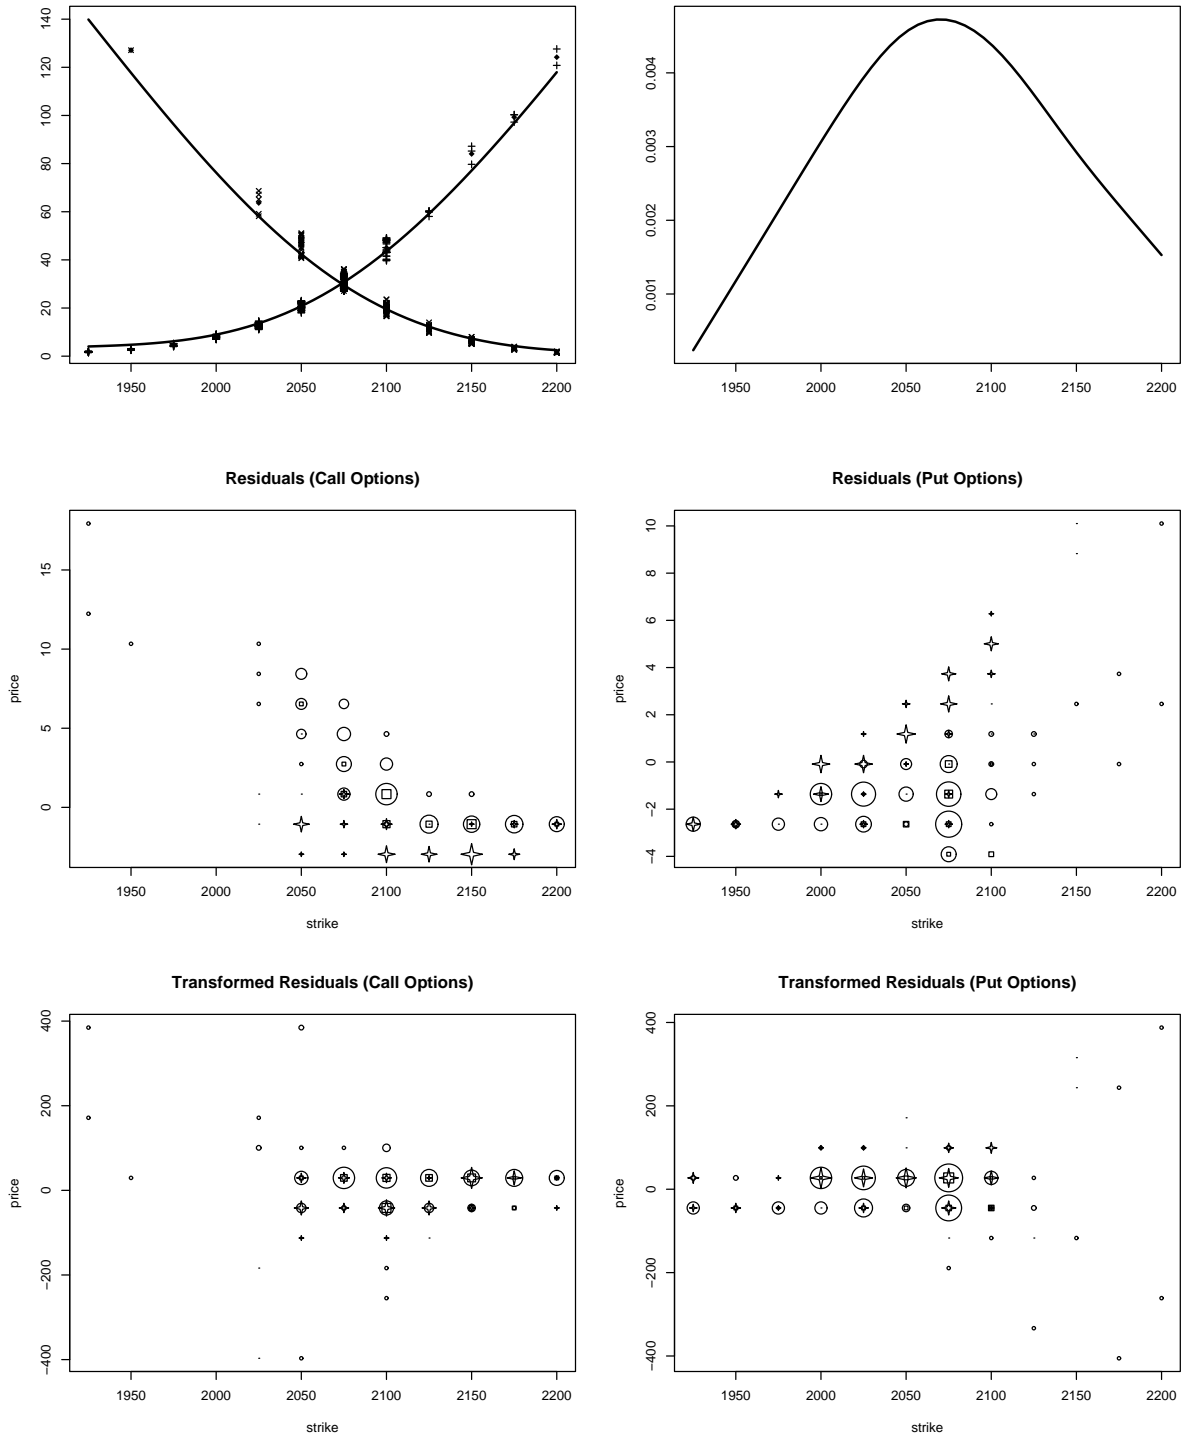 140
120
100
80
60
40
20
0
1950 2000 2050 2100 2150 2200
0.004
0.003
0.002
0.001
1950 2000 2050 2100 2150 2200
Residuals (Call Options)
price
15
10
5
0
1950 2000 2050 2100 2150 2200
strike
Residuals (Put Options)
price
10
8
6
4
2
0
−2
−4
1950 2000 2050 2100 2150 2200
strike
Transformed Residuals (Call Options)
price
400
200
0
−200
−400
1950 2000 2050 2100 2150 2200
strike
Transformed Residuals (Put Options)
price
400
200
0
−200
−400
1950 2000 2050 2100 2150 2200
strike